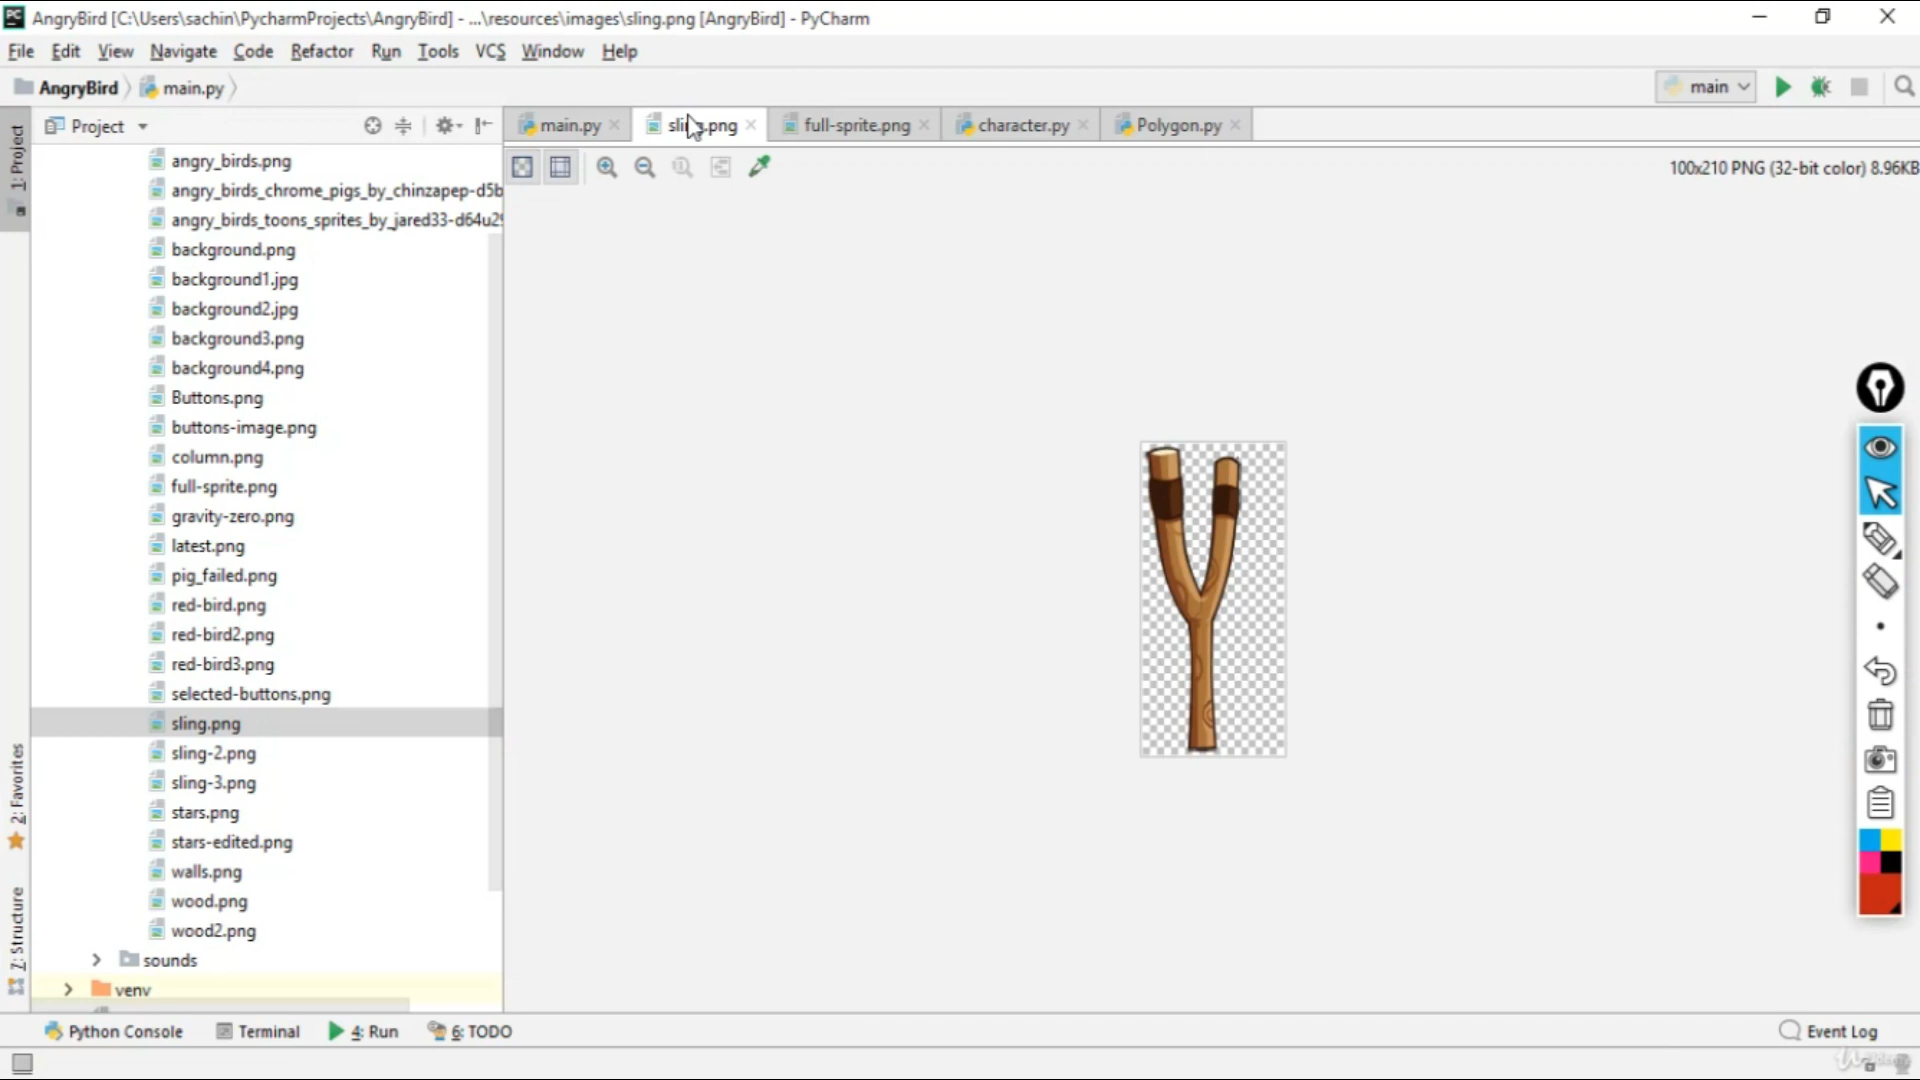 PC AngryBird [C:\Users\sachin\PycharmProjects\AngryBird] - ...\resources\images\sling.png [AngryBird] - PyCharm
File Edit View Navigate Code Refactor Run Tools VCS Window Help
AngryBird main.py main
1: Project
Project
main.py sling.png full-sprite.png character.py Polygon.py
100x210 PNG (32-bit color) 8.96KB
angry_birds.png
angry_birds_chrome_pigs_by_chinzapep-d5b
angry_birds_toons_sprites_by_jared33-d64u2
background.png
background1.jpg
background2.jpg
background3.png
background4.png
Buttons.png
buttons-image.png
column.png
full-sprite.png
gravity-zero.png
latest.png
pig_failed.png
red-bird.png
red-bird2.png
red-bird3.png
selected-buttons.png
sling.png
sling-2.png
sling-3.png
stars.png
stars-edited.png
walls.png
wood.png
wood2.png
sounds
venv
2: Favorites
7: Structure
Python Console Terminal 4: Run 6: TODO Event Log